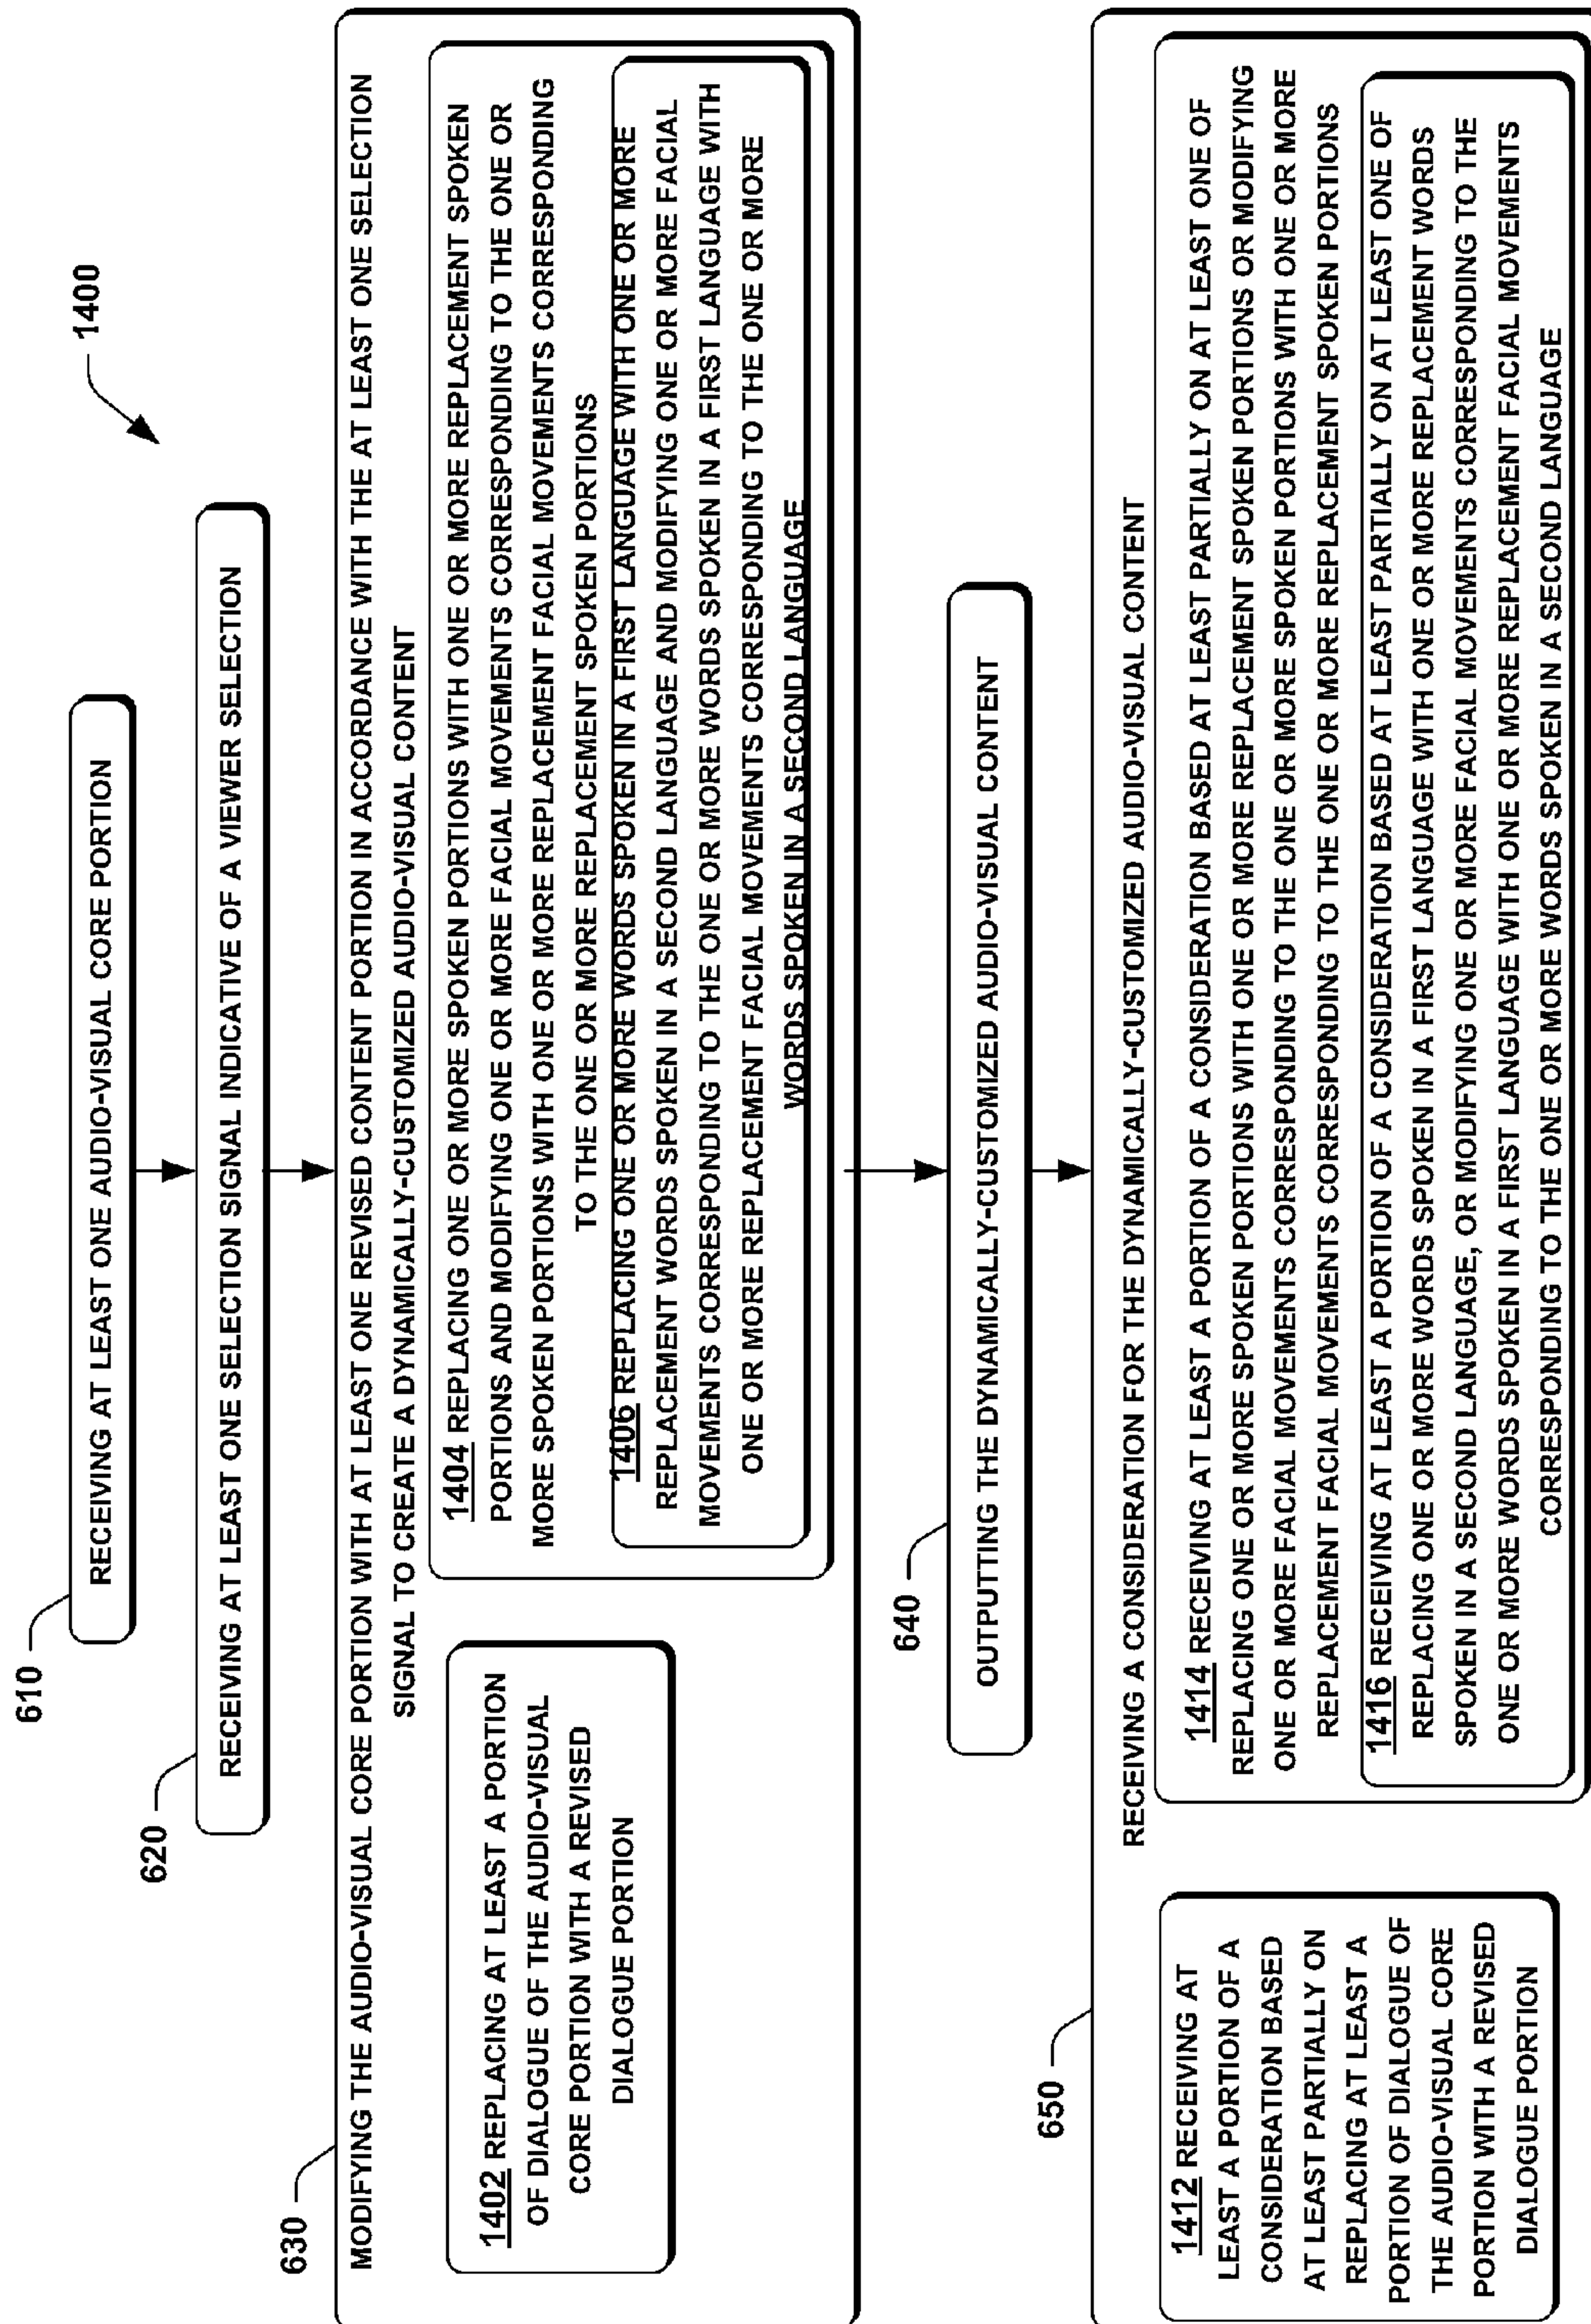 1400
610
RECEIVING AT LEAST ONE AUDIO-VISUAL CORE PORTION
620
RECEIVING AT LEAST ONE SELECTION SIGNAL INDICATIVE OF A VIEWER SELECTION
630
MODIFYING THE AUDIO-VISUAL CORE PORTION WITH AT LEAST ONE REVISED CONTENT PORTION IN ACCORDANCE WITH THE AT LEAST ONE SELECTION
SIGNAL TO CREATE A DYNAMICALLY-CUSTOMIZED AUDIO-VISUAL CONTENT
1402 REPLACING AT LEAST A PORTION
OF DIALOGUE OF THE AUDIO-VISUAL
CORE PORTION WITH A REVISED
DIALOGUE PORTION
1404 REPLACING ONE OR MORE SPOKEN PORTIONS WITH ONE OR MORE REPLACEMENT SPOKEN
PORTIONS AND MODIFYING ONE OR MORE FACIAL MOVEMENTS CORRESPONDING TO THE ONE OR
MORE SPOKEN PORTIONS WITH ONE OR MORE REPLACEMENT FACIAL MOVEMENTS CORRESPONDING
TO THE ONE OR MORE REPLACEMENT SPOKEN PORTIONS
1406 REPLACING ONE OR MORE WORDS SPOKEN IN A FIRST LANGUAGE WITH ONE OR MORE
REPLACEMENT WORDS SPOKEN IN A SECOND LANGUAGE AND MODIFYING ONE OR MORE FACIAL
MOVEMENTS CORRESPONDING TO THE ONE OR MORE WORDS SPOKEN IN A FIRST LANGUAGE WITH
ONE OR MORE REPLACEMENT FACIAL MOVEMENTS CORRESPONDING TO THE ONE OR MORE
WORDS SPOKEN IN A SECOND LANGUAGE
640
OUTPUTTING THE DYNAMICALLY-CUSTOMIZED AUDIO-VISUAL CONTENT
650
RECEIVING A CONSIDERATION FOR THE DYNAMICALLY-CUSTOMIZED AUDIO-VISUAL CONTENT
1412 RECEIVING AT
LEAST A PORTION OF A
CONSIDERATION BASED
AT LEAST PARTIALLY ON
REPLACING AT LEAST A
PORTION OF DIALOGUE OF
THE AUDIO-VISUAL CORE
PORTION WITH A REVISED
DIALOGUE PORTION
1414 RECEIVING AT LEAST A PORTION OF A CONSIDERATION BASED AT LEAST PARTIALLY ON AT LEAST ONE OF
REPLACING ONE OR MORE SPOKEN PORTIONS WITH ONE OR MORE REPLACEMENT SPOKEN PORTIONS OR MODIFYING
ONE OR MORE FACIAL MOVEMENTS CORRESPONDING TO THE ONE OR MORE SPOKEN PORTIONS WITH ONE OR MORE
REPLACEMENT FACIAL MOVEMENTS CORRESPONDING TO THE ONE OR MORE REPLACEMENT SPOKEN PORTIONS
1416 RECEIVING AT LEAST A PORTION OF A CONSIDERATION BASED AT LEAST PARTIALLY ON AT LEAST ONE OF
REPLACING ONE OR MORE WORDS SPOKEN IN A FIRST LANGUAGE WITH ONE OR MORE REPLACEMENT WORDS
SPOKEN IN A SECOND LANGUAGE, OR MODIFYING ONE OR MORE FACIAL MOVEMENTS CORRESPONDING TO THE
ONE OR MORE WORDS SPOKEN IN A FIRST LANGUAGE WITH ONE OR MORE REPLACEMENT FACIAL MOVEMENTS
CORRESPONDING TO THE ONE OR MORE WORDS SPOKEN IN A SECOND LANGUAGE